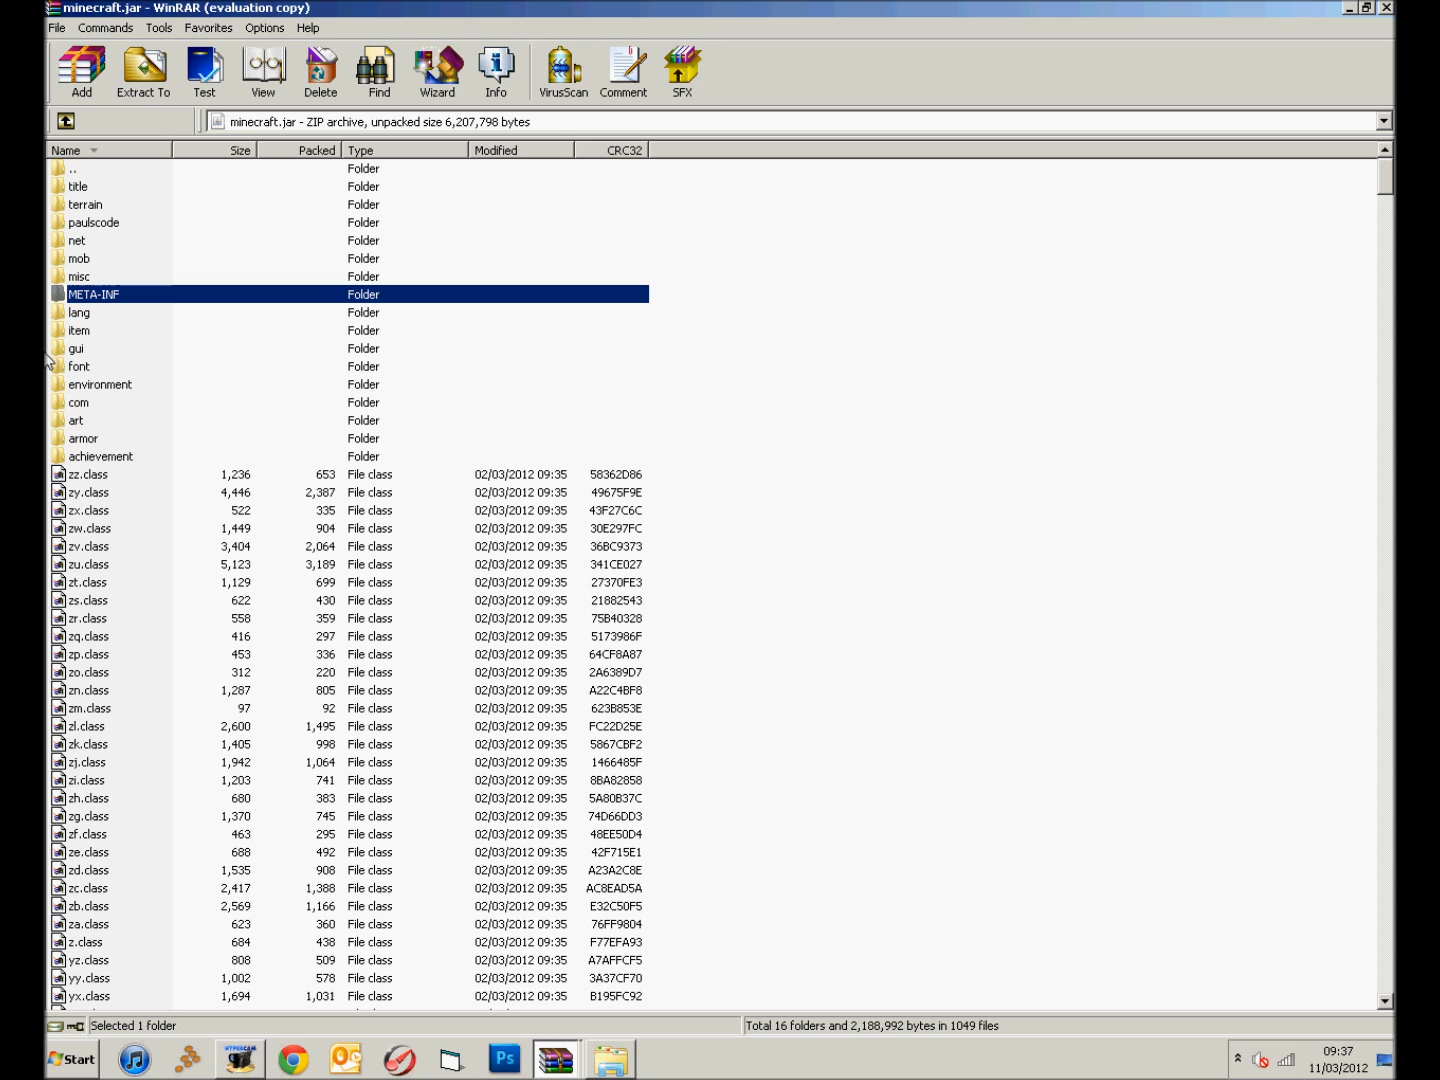 minecraft.jar - WinRAR (evaluation copy)
File Commands Tools Favorites Options Help
Add Extract To Test View Delete Find Wizard Info VirusScan Comment SFX
minecraft.jar - ZIP archive, unpacked size 6,207,798 bytes
Name Size Packed Type Modified CRC32
.. Folder
title Folder
terrain Folder
paulscode Folder
net Folder
mob Folder
misc Folder
META-INF Folder
lang Folder
item Folder
gui Folder
font Folder
environment Folder
com Folder
art Folder
armor Folder
achievement Folder
zz.class 1,236 653 File class 02/03/2012 09:35 58362D86
zy.class 4,446 2,387 File class 02/03/2012 09:35 49675F9E
zx.class 522 335 File class 02/03/2012 09:35 43F27C6C
zw.class 1,449 904 File class 02/03/2012 09:35 30E297FC
zv.class 3,404 2,064 File class 02/03/2012 09:35 36BC9373
zu.class 5,123 3,189 File class 02/03/2012 09:35 341CE027
zt.class 1,129 699 File class 02/03/2012 09:35 27370FE3
zs.class 622 430 File class 02/03/2012 09:35 21882543
zr.class 558 359 File class 02/03/2012 09:35 75B40328
zq.class 416 297 File class 02/03/2012 09:35 5173986F
zp.class 453 336 File class 02/03/2012 09:35 64CF8A87
zo.class 312 220 File class 02/03/2012 09:35 2A6389D7
zn.class 1,287 805 File class 02/03/2012 09:35 A22C4BF8
zm.class 97 92 File class 02/03/2012 09:35 623B853E
zl.class 2,600 1,495 File class 02/03/2012 09:35 FC22D25E
zk.class 1,405 998 File class 02/03/2012 09:35 5867CBF2
zj.class 1,942 1,064 File class 02/03/2012 09:35 1466485F
zi.class 1,203 741 File class 02/03/2012 09:35 8BA82858
zh.class 680 383 File class 02/03/2012 09:35 5A80B37C
zg.class 1,370 745 File class 02/03/2012 09:35 74D66DD3
zf.class 463 295 File class 02/03/2012 09:35 48EE50D4
ze.class 688 492 File class 02/03/2012 09:35 42F715E1
zd.class 1,535 908 File class 02/03/2012 09:35 A23A2C8E
zc.class 2,417 1,388 File class 02/03/2012 09:35 AC8EAD5A
zb.class 2,569 1,166 File class 02/03/2012 09:35 E32C50F5
za.class 623 360 File class 02/03/2012 09:35 76FF9804
z.class 684 438 File class 02/03/2012 09:35 F77EFA93
yz.class 808 509 File class 02/03/2012 09:35 A7AFFCF5
yy.class 1,002 578 File class 02/03/2012 09:35 3A37CF70
yx.class 1,694 1,031 File class 02/03/2012 09:35 B195FC92
Selected 1 folder Total 16 folders and 2,188,992 bytes in 1049 files
Start HYPERCAM Ps 09:37
11/03/2012